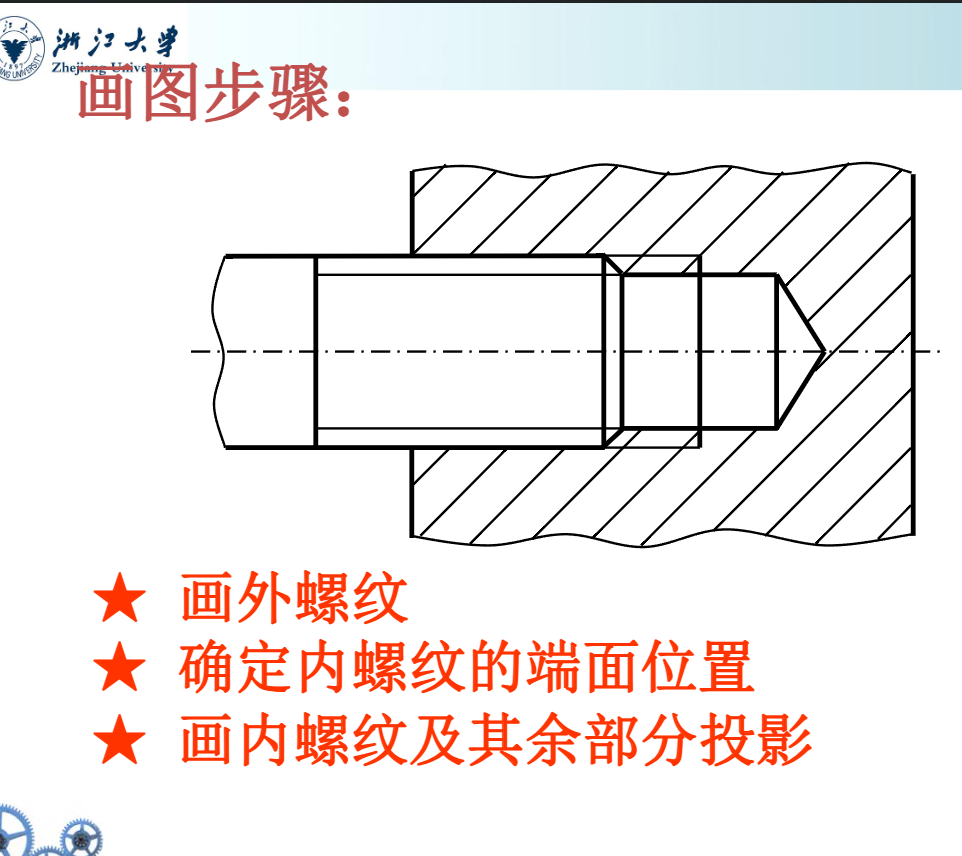 浙江大学
Zhejiang University
画图步骤：
★ 画外螺纹
★ 确定内螺纹的端面位置
★ 画内螺纹及其余部分投影